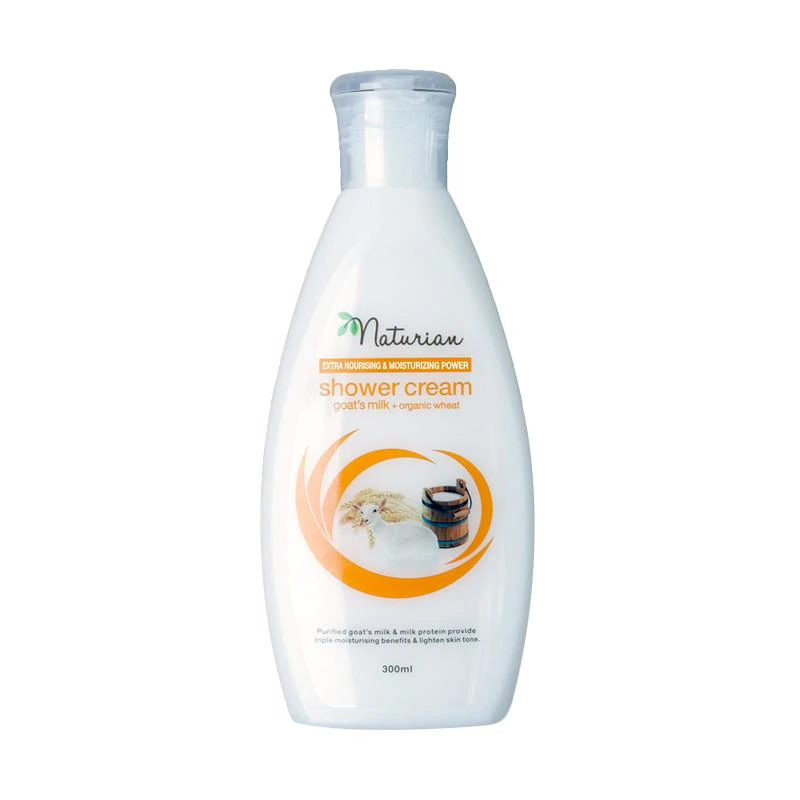 Naturian
EXTRA NOURISING & MOISTURIZING POWER
shower cream
goat's milk + organic wheat
Purified goat's milk & milk protein provide
triple moisturising benefits & lighten skin tone.
300ml